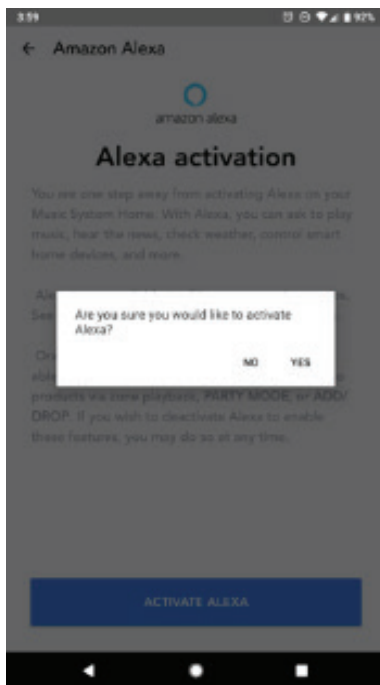 3:59
92%
Amazon Alexa
amazon alexa
Alexa activation
You are one step away from activating Alexa on your
Music System Home. With Alexa, you can ask to play
music, hear the news, check weather, control smart
home devices, and more.
Are you sure you would like to activate
Alexa?
NO YES
products via zone playback, PARTY MODE, or ADD/
DROP. If you wish to deactivate Alexa to enable
these features, you may do so at any time.
ACTIVATE ALEXA